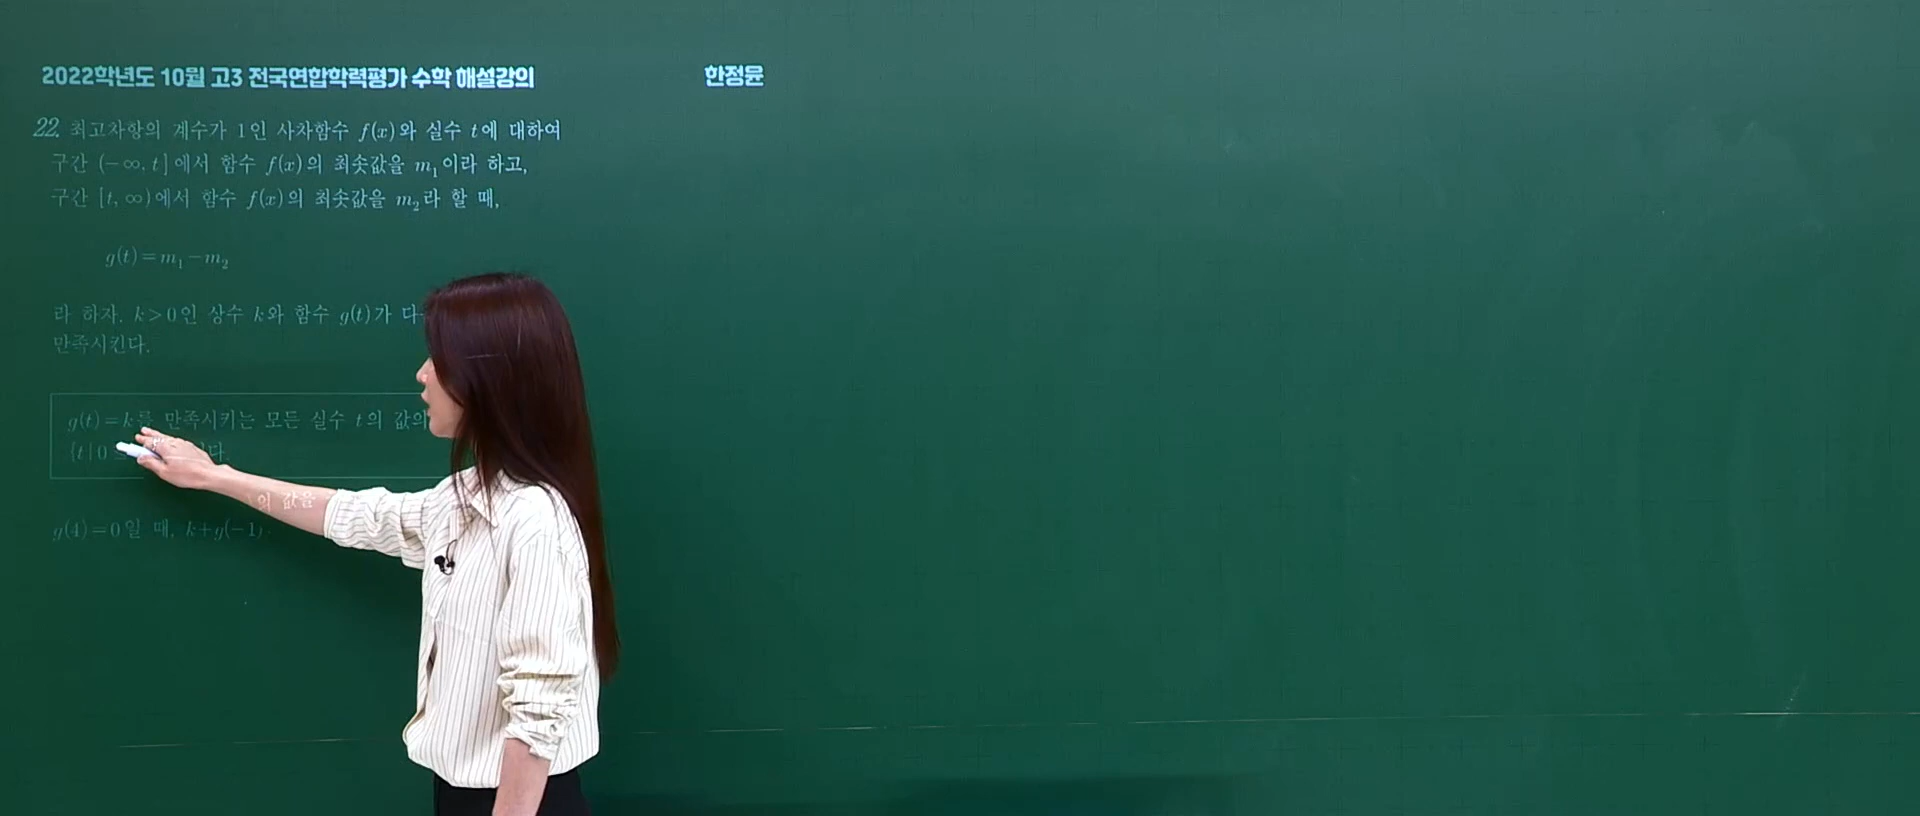 2022학년도 10월 고3 전국연합학력평가 수학 해설강의
한정윤
22. 최고차항의 계수가 1인 사차함수 f(x)와 실수 t에 대하여
구간 (-∞, t]에서 함수 f(x)의 최솟값을 m₁이라 하고,
구간 [t, ∞)에서 함수 f(x)의 최솟값을 m₂라 할 때,
g(t)=m₁-m₂
라 하자. k>0인 상수 k와 함수 g(t)가
만족시킨다.
g(t)=k를 만족시키는 모든 실수 t의 값의
{t|0
의 값을
g(4)=0일 때, k+g(-1)